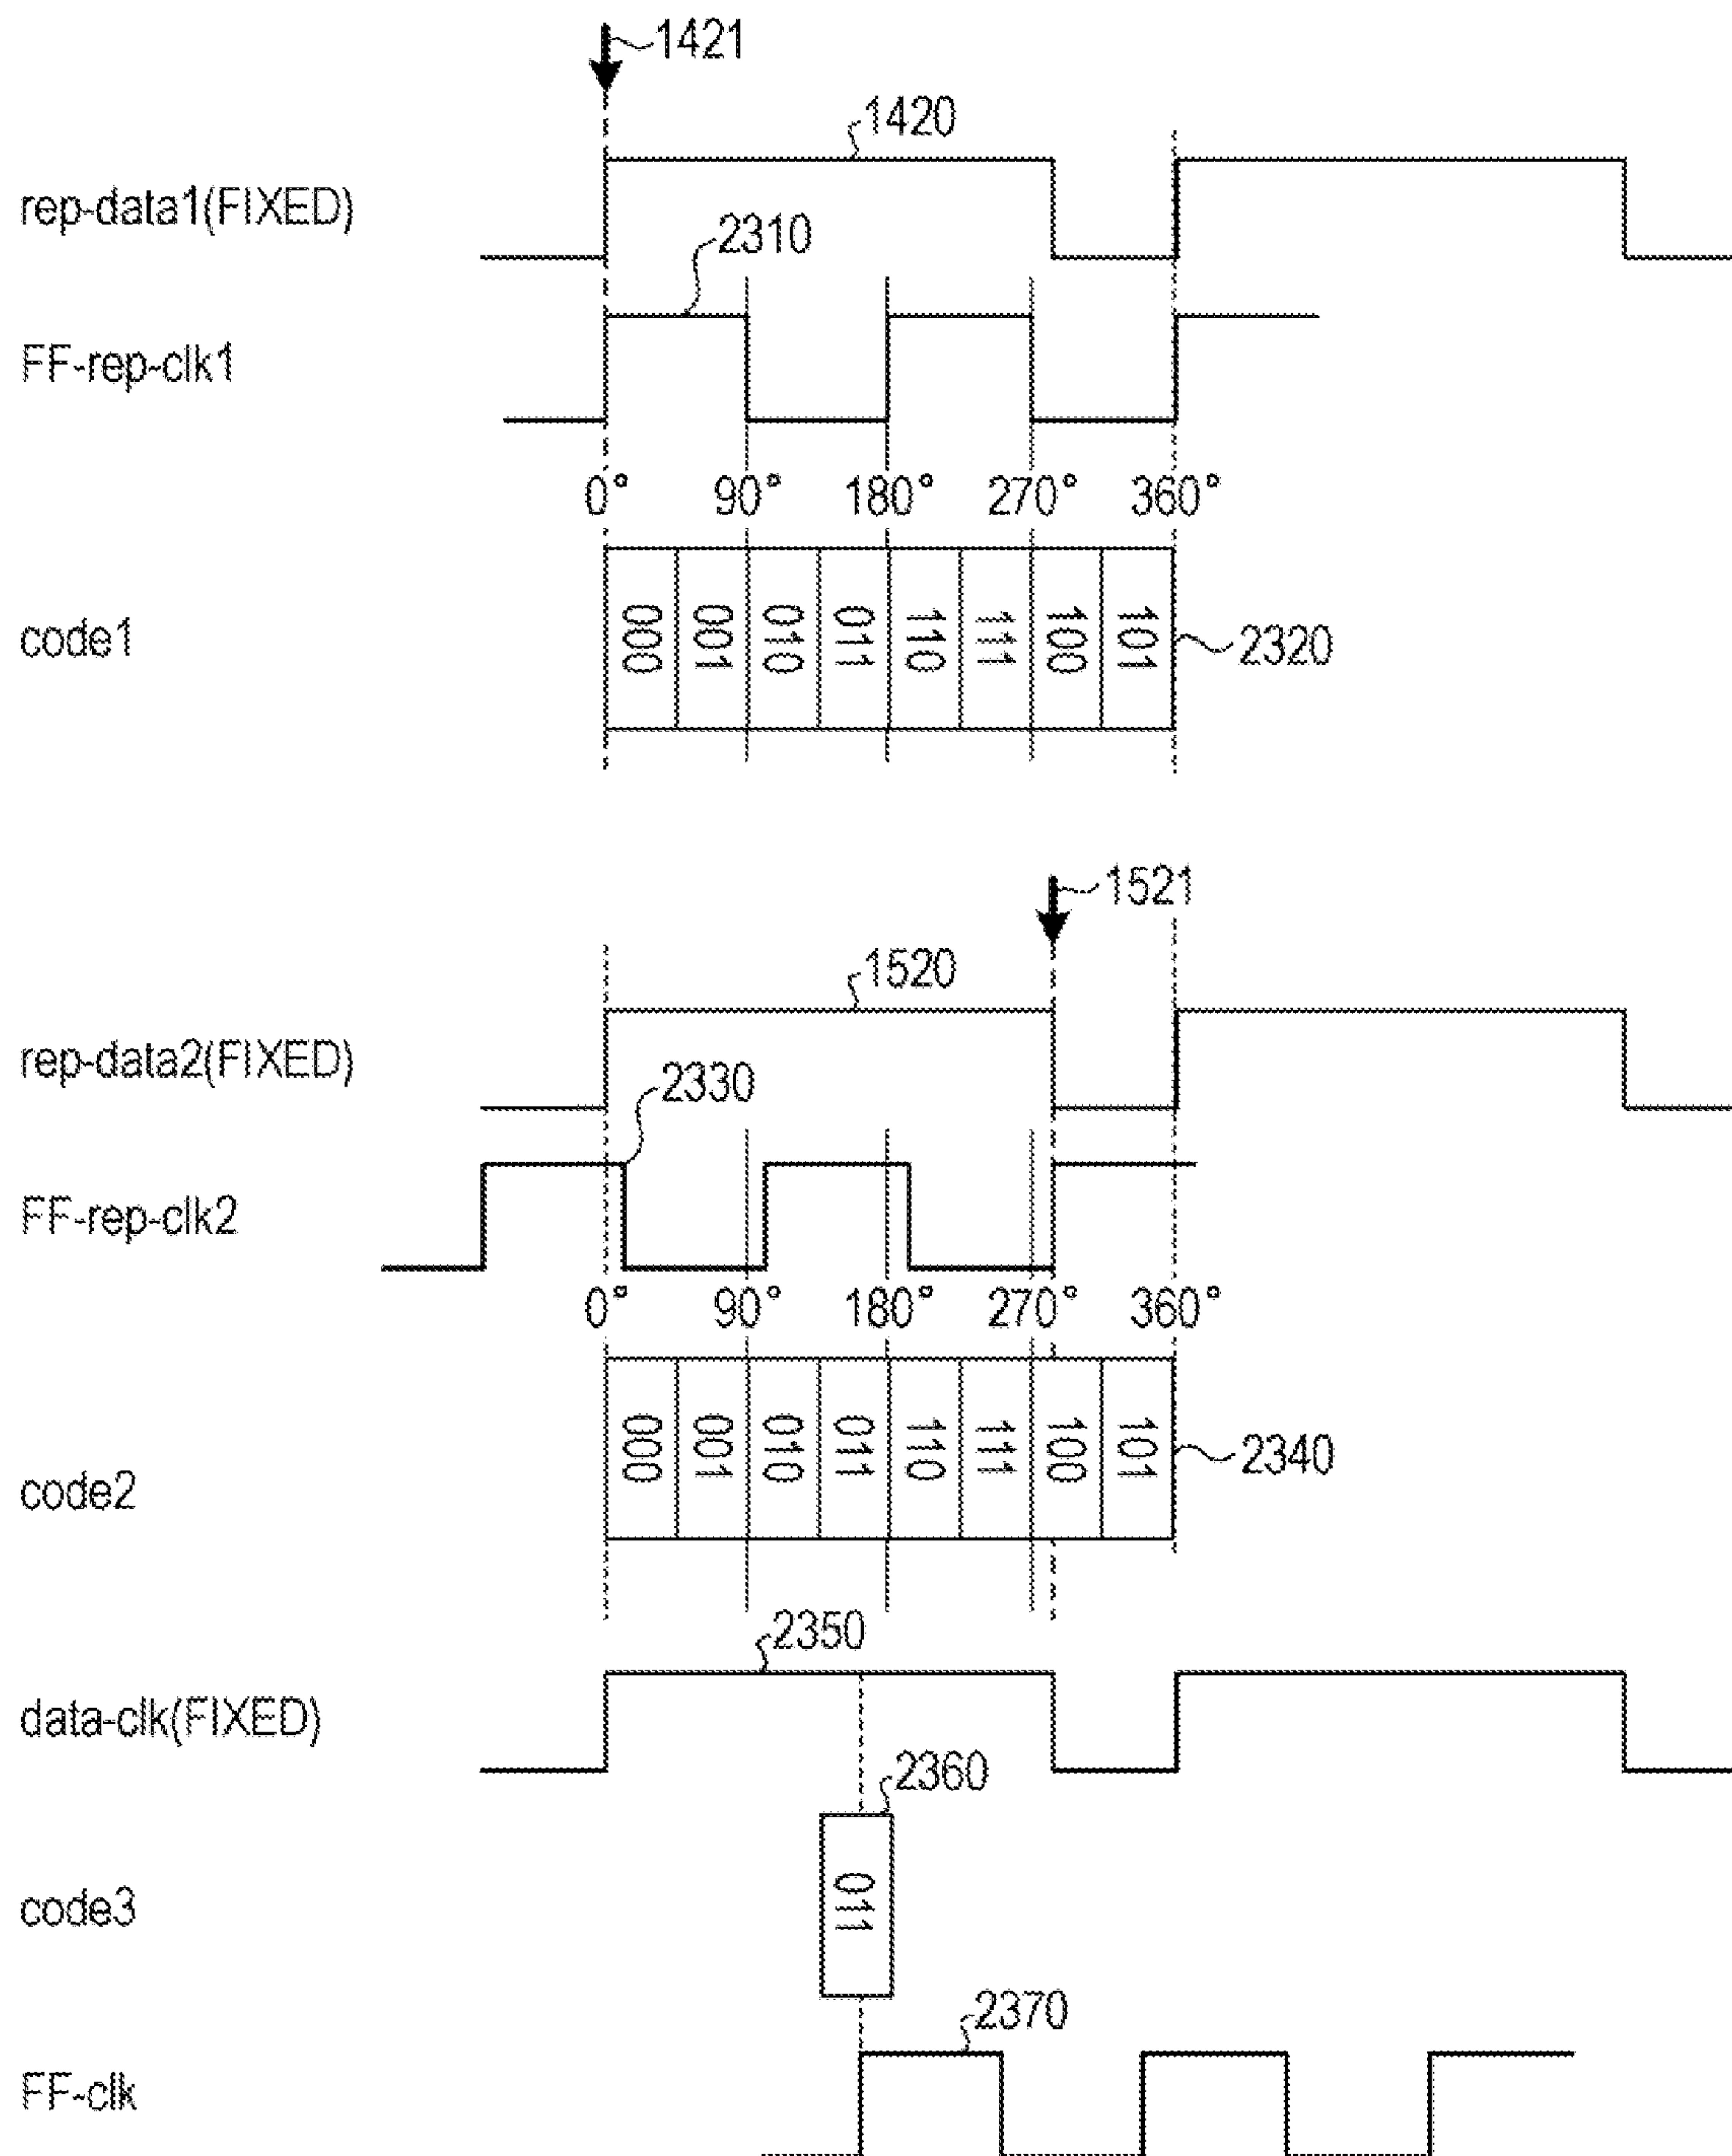 1421
1420
rep-data1(FIXED)
2310
FF-rep-clk1
0° 90° 180° 270° 360°
code1 000 001 010 011 110 111 100 101 2320
1521
1520
rep-data2(FIXED)
2330
FF-rep-clk2
0° 90° 180° 270° 360°
code2 000 001 010 011 110 111 100 101 2340
2350
data-clk(FIXED)
2360
code3 011
2370
FF-clk